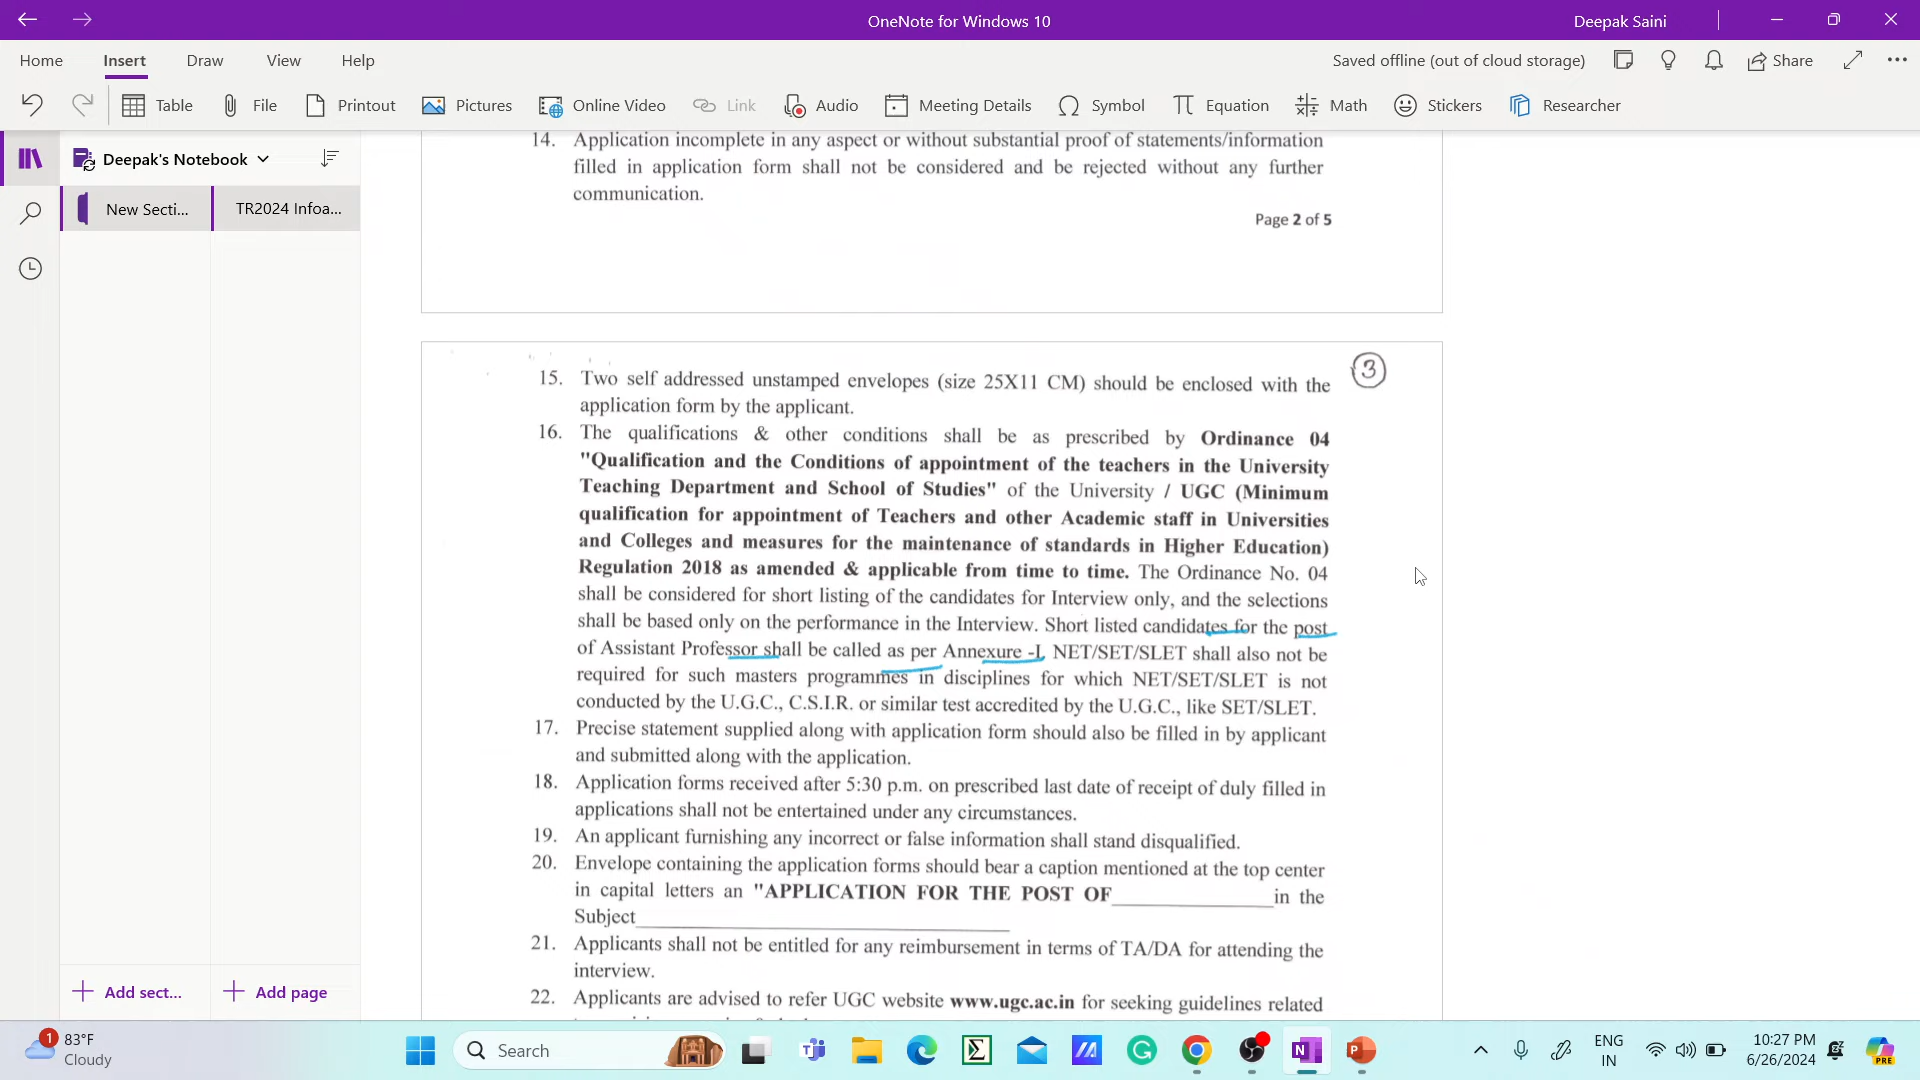 OneNote for Windows 10
Deepak Saini
Home Insert Draw View Help
Saved offline (out of cloud storage)
Share
Table File Printout Pictures Online Video Link Audio Meeting Details Symbol Equation Math Stickers Researcher
Deepak's Notebook
New Secti...
TR2024 Infoa...
14. Application incomplete in any aspect or without substantial proof of statements/information
filled in application form shall not be considered and be rejected without any further
communication.
Page 2 of 5
3
15. Two self addressed unstamped envelopes (size 25X11 CM) should be enclosed with the
application form by the applicant.
16. The qualifications & other conditions shall be as prescribed by Ordinance 04
"Qualification and the Conditions of appointment of the teachers in the University
Teaching Department and School of Studies" of the University / UGC (Minimum
qualification for appointment of Teachers and other Academic staff in Universities
and Colleges and measures for the maintenance of standards in Higher Education)
Regulation 2018 as amended & applicable from time to time. The Ordinance No. 04
shall be considered for short listing of the candidates for Interview only, and the selections
shall be based only on the performance in the Interview. Short listed candidates for the post
of Assistant Professor shall be called as per Annexure -I, NET/SET/SLET shall also not be
required for such masters programmes in disciplines for which NET/SET/SLET is not
conducted by the U.G.C., C.S.I.R. or similar test accredited by the U.G.C., like SET/SLET.
17. Precise statement supplied along with application form should also be filled in by applicant
and submitted along with the application.
18. Application forms received after 5:30 p.m. on prescribed last date of receipt of duly filled in
applications shall not be entertained under any circumstances.
19. An applicant furnishing any incorrect or false information shall stand disqualified.
20. Envelope containing the application forms should bear a caption mentioned at the top center
in capital letters an "APPLICATION FOR THE POST OF______________in the
Subject________________________________
21. Applicants shall not be entitled for any reimbursement in terms of TA/DA for attending the
interview.
22. Applicants are advised to refer UGC website www.ugc.ac.in for seeking guidelines related
Add sect...
Add page
1
83°F
Cloudy
Search
ENG
IN
10:27 PM
6/26/2024
PRE